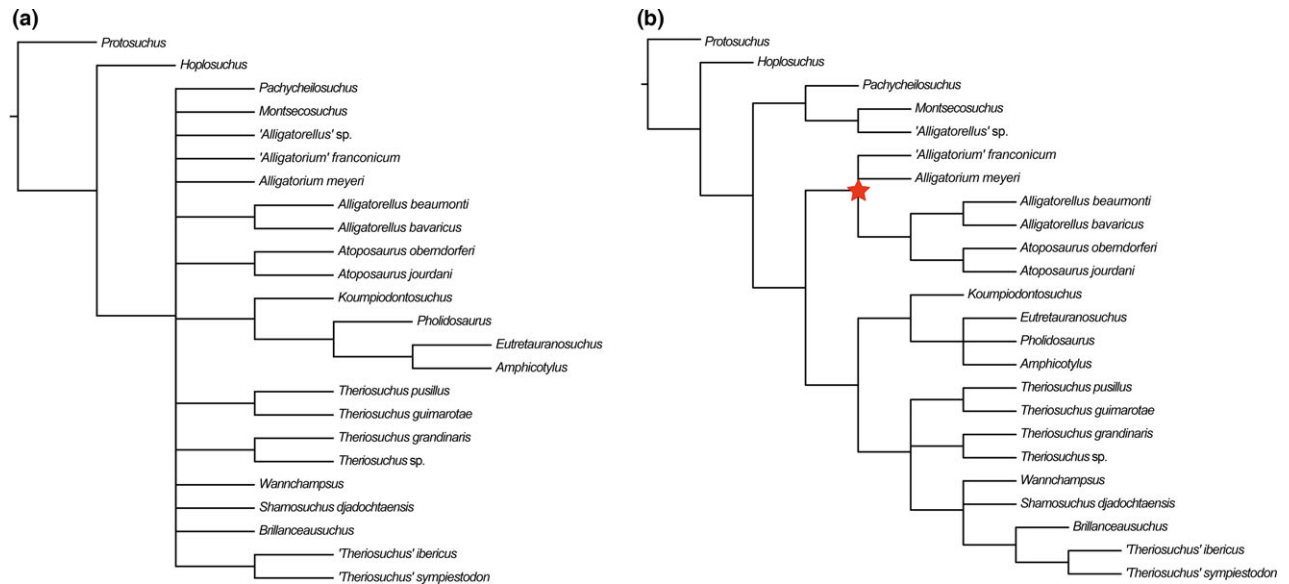 (a)
Protosuchus
Hoplosuchus
Pachycheilosuchus
Montsecosuchus
'Alligatorellus' sp.
'Alligatorium' franconicum
Alligatorium meyeri
Alligatorellus beaumonti
Alligatorellus bavaricus
Atoposaurus oberndorferi
Atoposaurus jourdani
Koumpiodontosuchus
Pholidosaurus
Eutretauranosuchus
Amphicotylus
Theriosuchus pusillus
Theriosuchus guimarotae
Theriosuchus grandinaris
Theriosuchus sp.
Wannchampsus
Shamosuchus djadochtaensis
Brillanceausuchus
'Theriosuchus' ibericus
'Theriosuchus' sympiestodon
(b)
Protosuchus
Hoplosuchus
Pachycheilosuchus
Montsecosuchus
'Alligatorellus' sp.
'Alligatorium' franconicum
Alligatorium meyeri
Alligatorellus beaumonti
Alligatorellus bavaricus
Atoposaurus oberndorferi
Atoposaurus jourdani
Koumpiodontosuchus
Eutretauranosuchus
Pholidosaurus
Amphicotylus
Theriosuchus pusillus
Theriosuchus guimarotae
Theriosuchus grandinaris
Theriosuchus sp.
Wannchampsus
Shamosuchus djadochtaensis
Brillanceausuchus
'Theriosuchus' ibericus
'Theriosuchus' sympiestodon